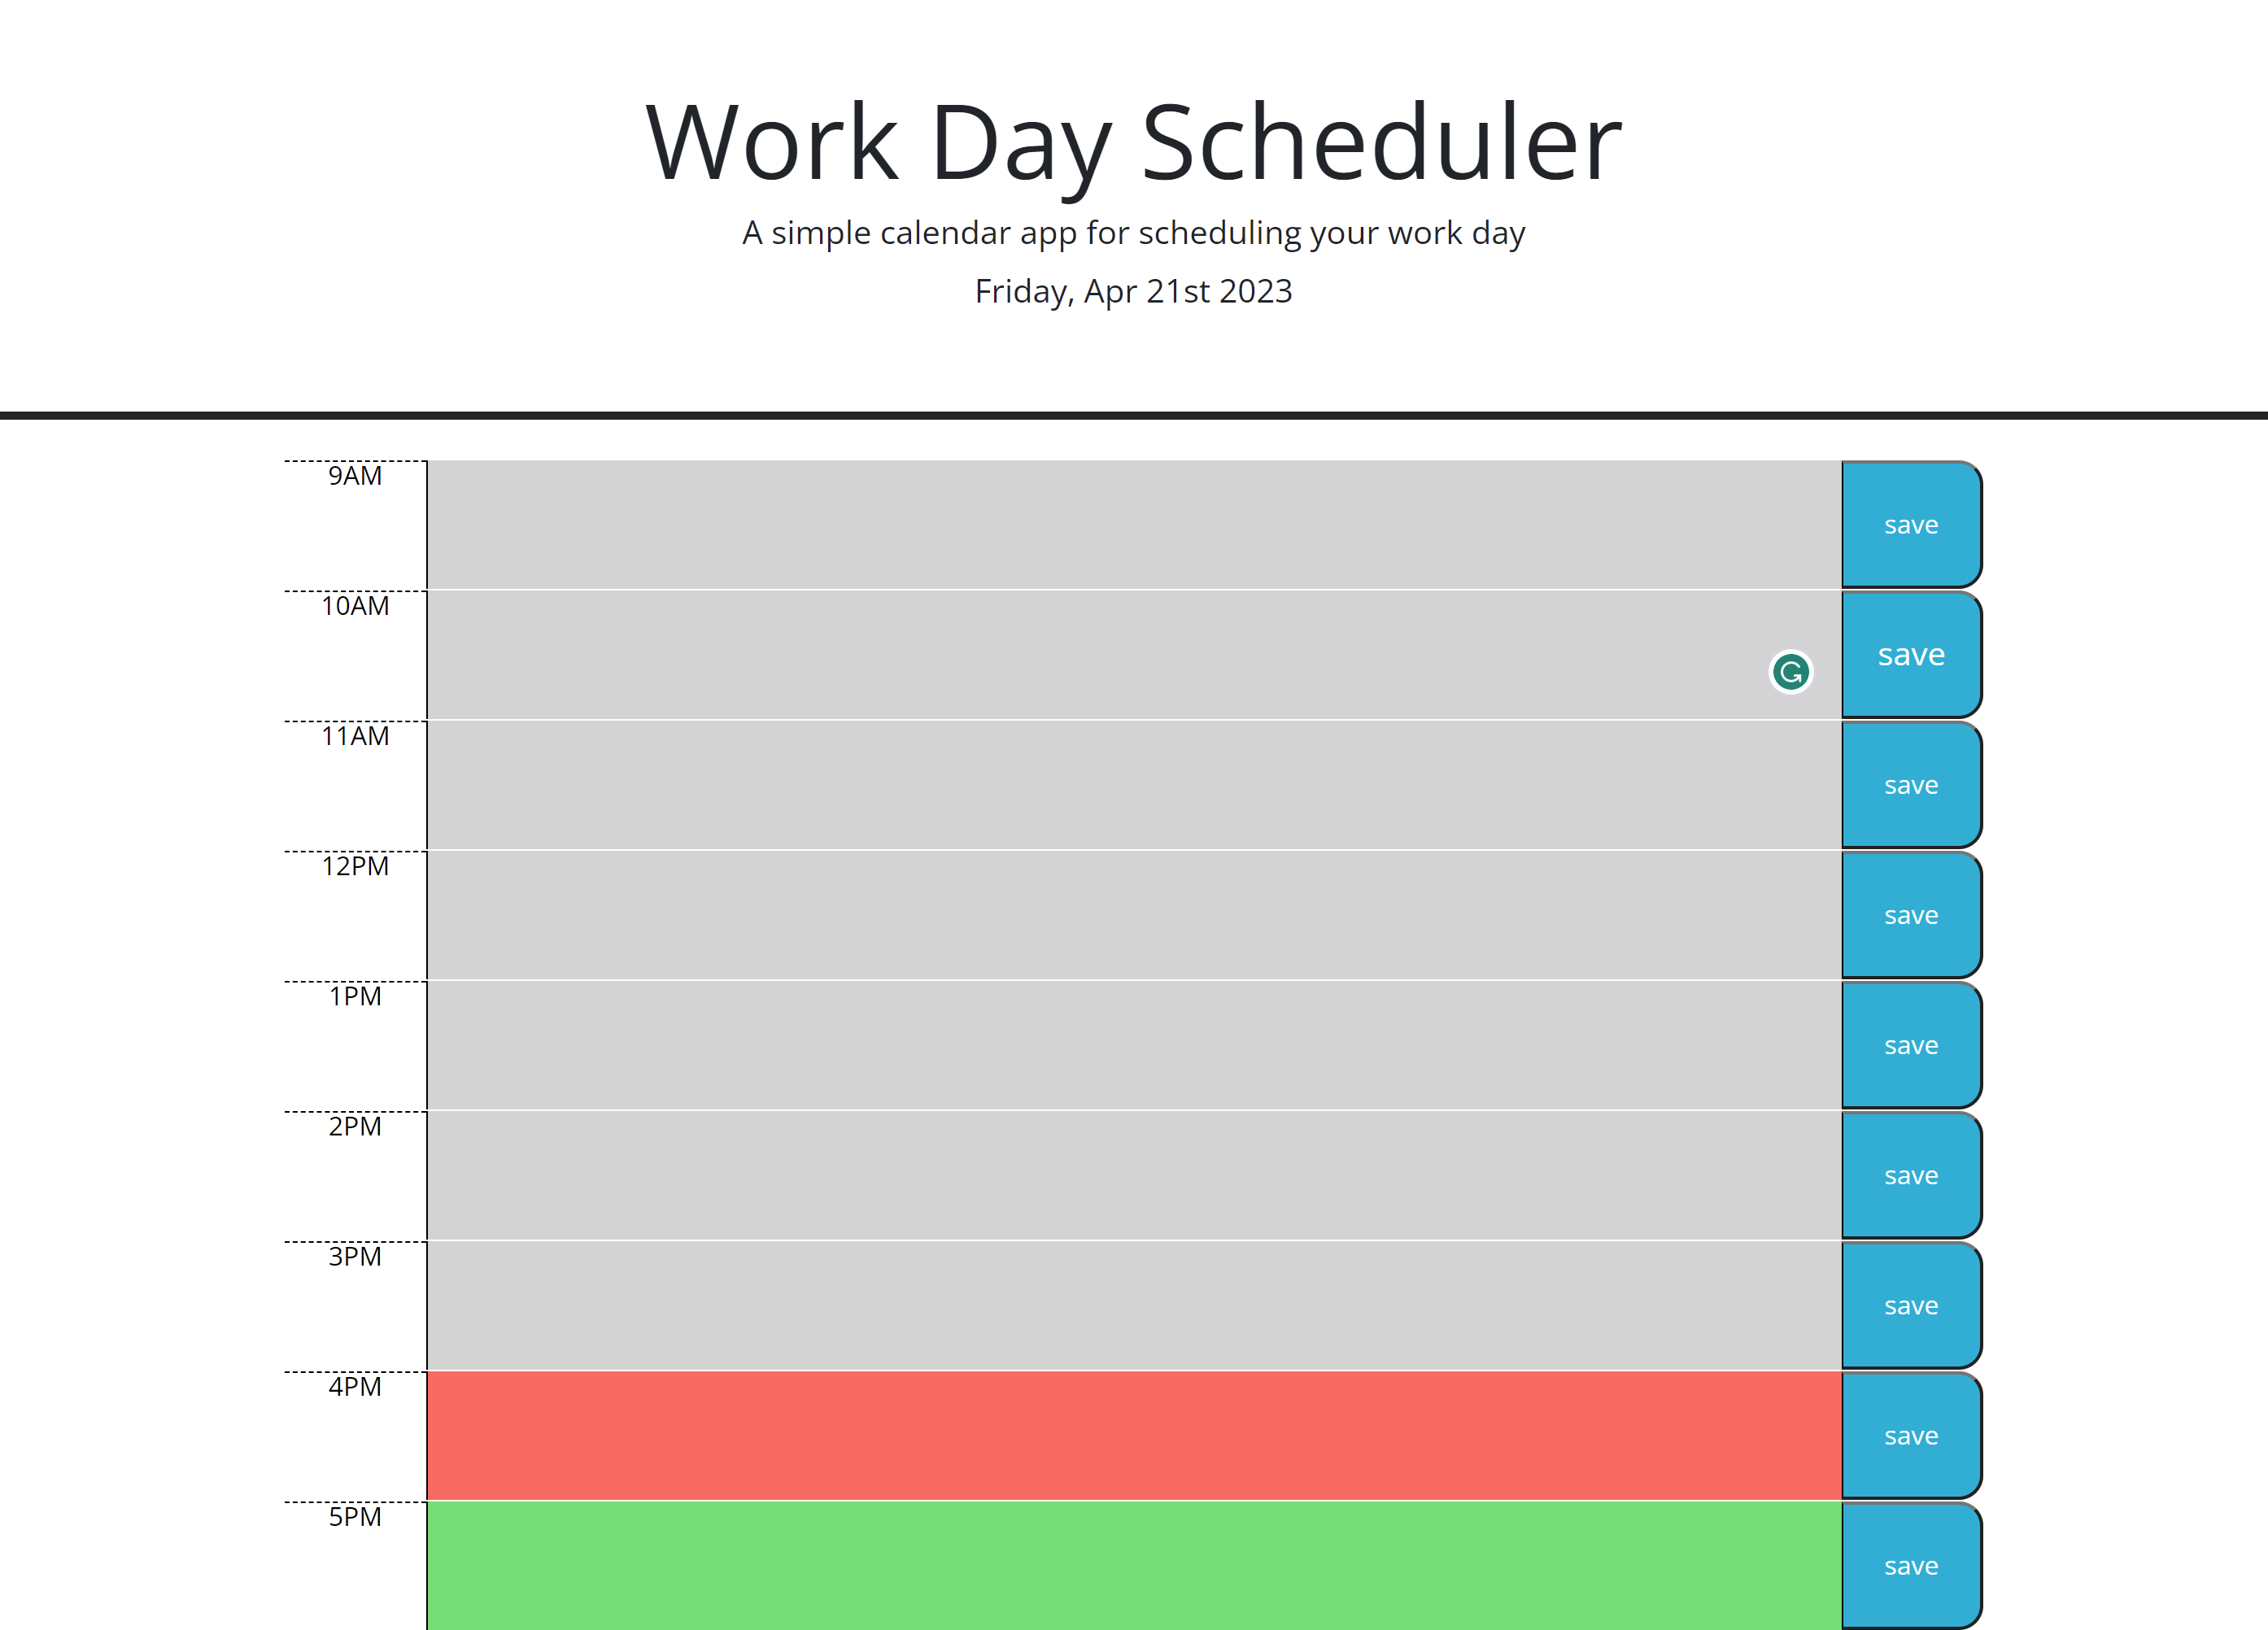 Work Day Scheduler
A simple calendar app for scheduling your work day
Friday, Apr 21st 2023
9AM
save
10AM
save
11AM
save
12PM
save
1PM
save
2PM
save
3PM
save
4PM
save
5PM
save